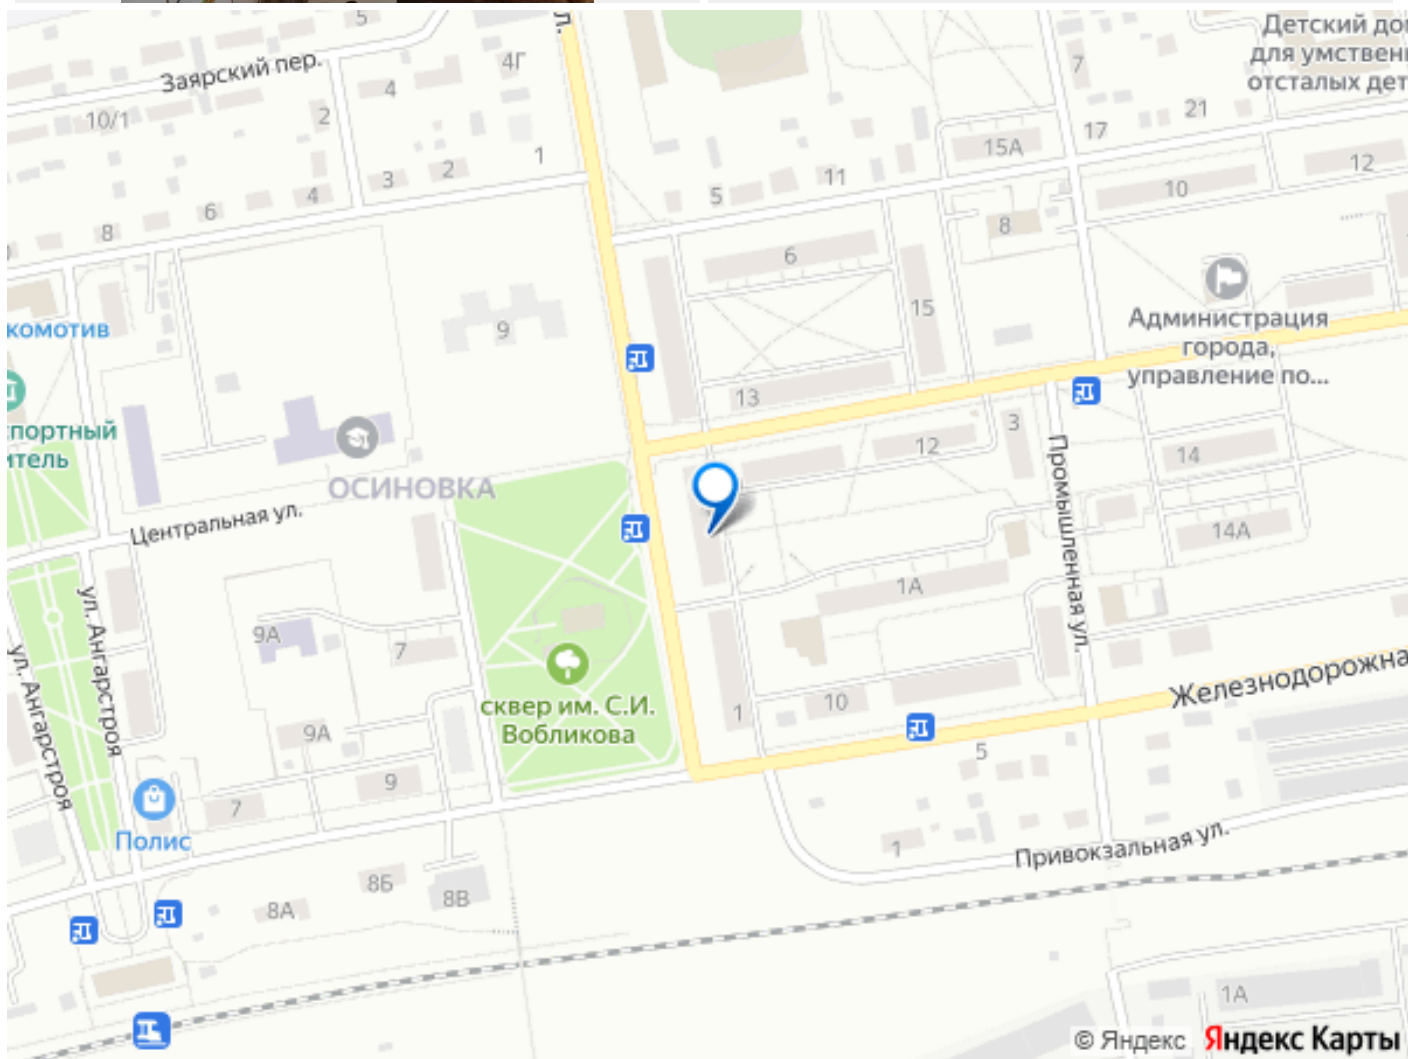 5
л.
Детский до
для умствен
отсталых дет
Заярский пер.
4Г
4
7
10/1
2
21
17
15А
1
12
3
2
11
10
5
4
6
8
8
6
15
комотив
9
Администрация
города,
управление по...
13
3
12
спортный
итель
14
ОСИНОВКА
Центральная ул.
Промышленная ул.
14А
ул. Ангарстроя
1А
9А
7
ул. Ангарстроя
Железнодорожна
сквер им. С.И.
Вобликова
10
1
9А
5
9
7
Полис
1
Привокзальная ул.
8Б
8В
8А
1А
© Яндекс Яндекс Карты